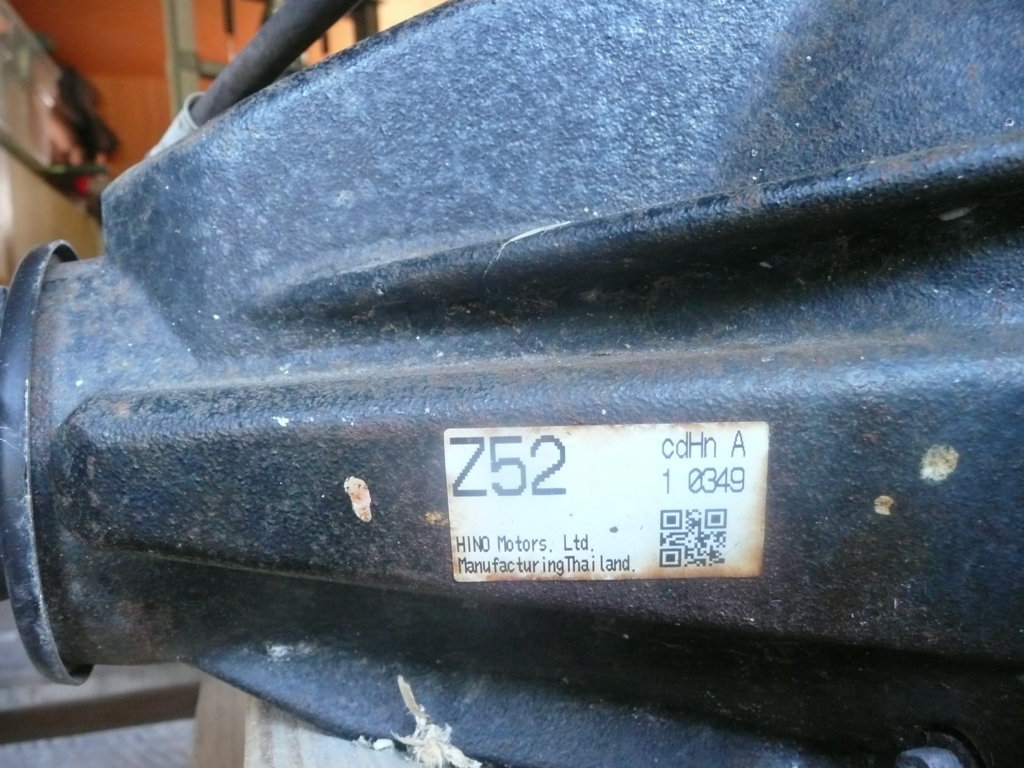 Z52
cdHn A
1 0349
HINO Motors, Ltd.
ManufacturingThailand.